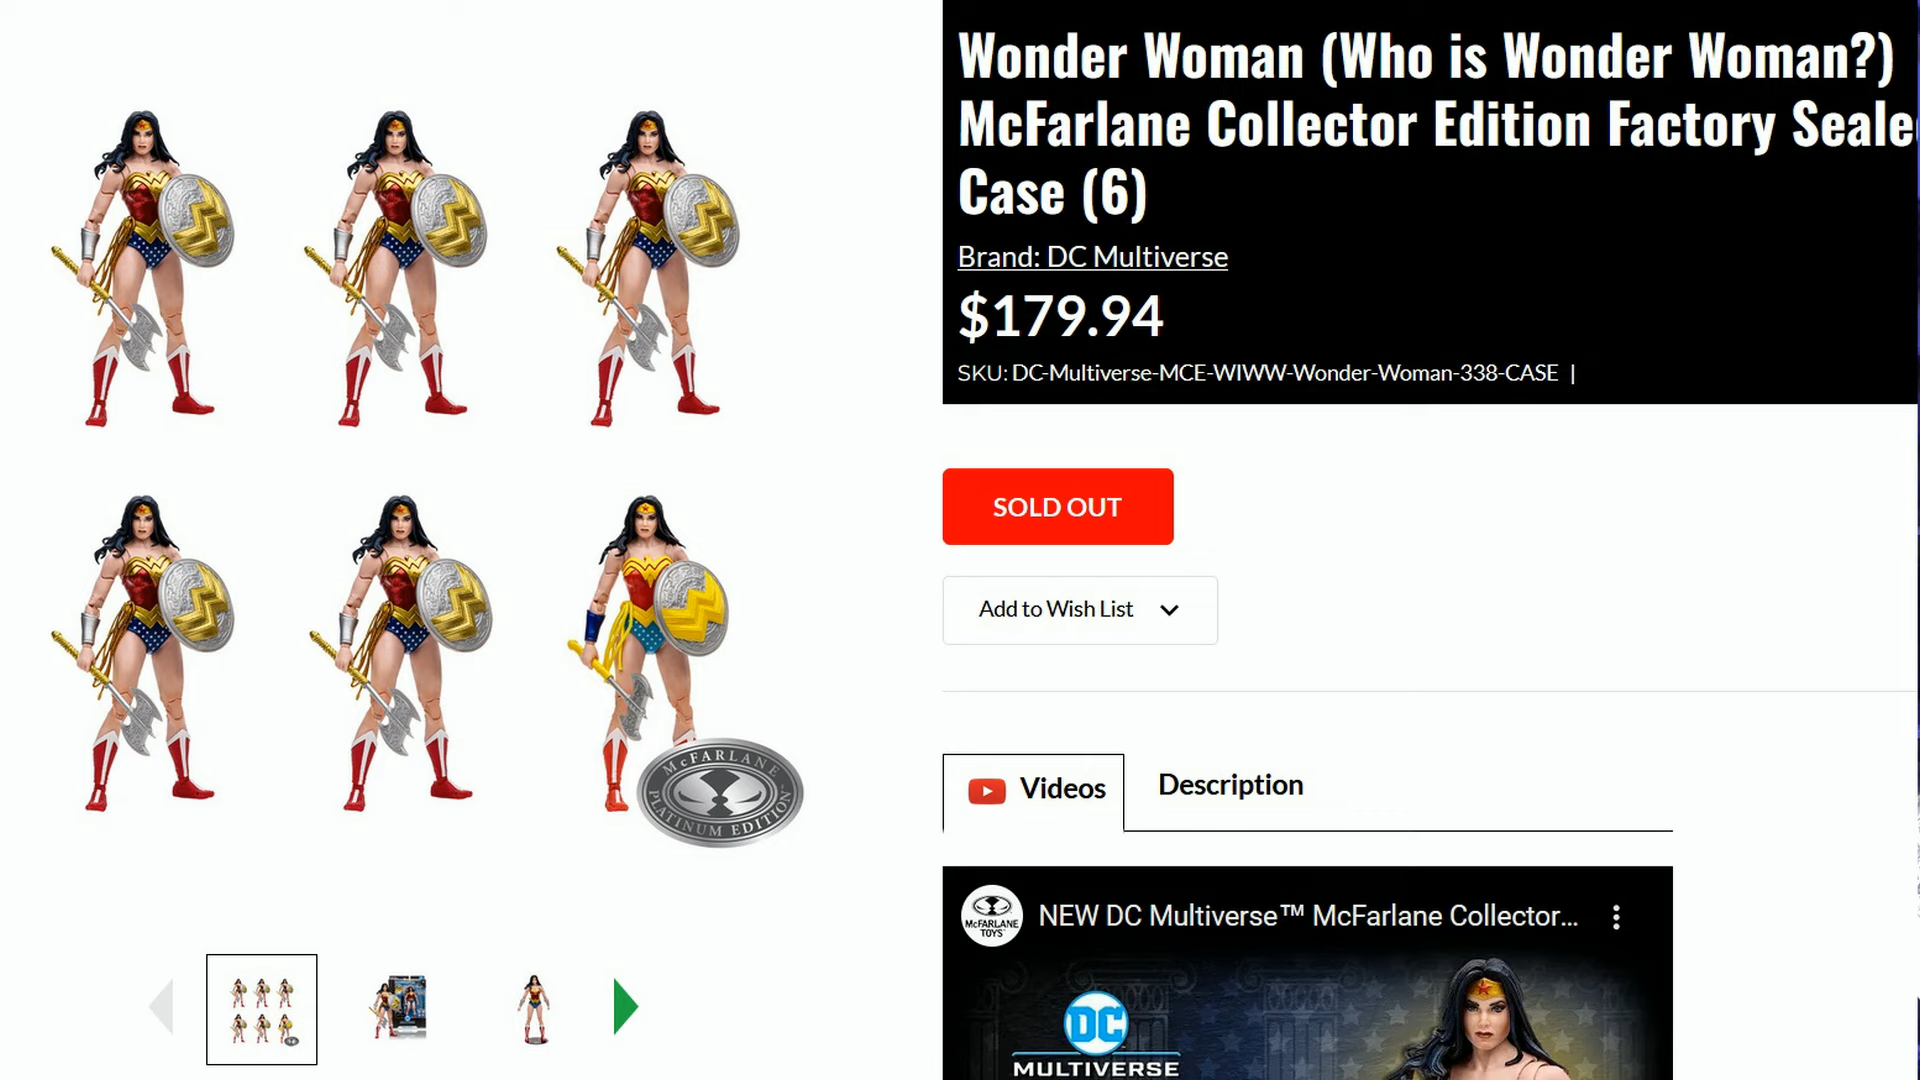 Wonder Woman (Who is Wonder Woman?)
McFarlane Collector Edition Factory Seale
Case (6)
Brand: DC Multiverse
$179.94
SKU: DC-Multiverse-MCE-WIWW-Wonder-Woman-338-CASE |
SOLD OUT
Add to Wish List
Videos
Description
McFARLANE
PLATINUM EDITION
McFARLANE
TOYS
NEW DC Multiverse™ McFarlane Collector...
DC
MULTIVERSE